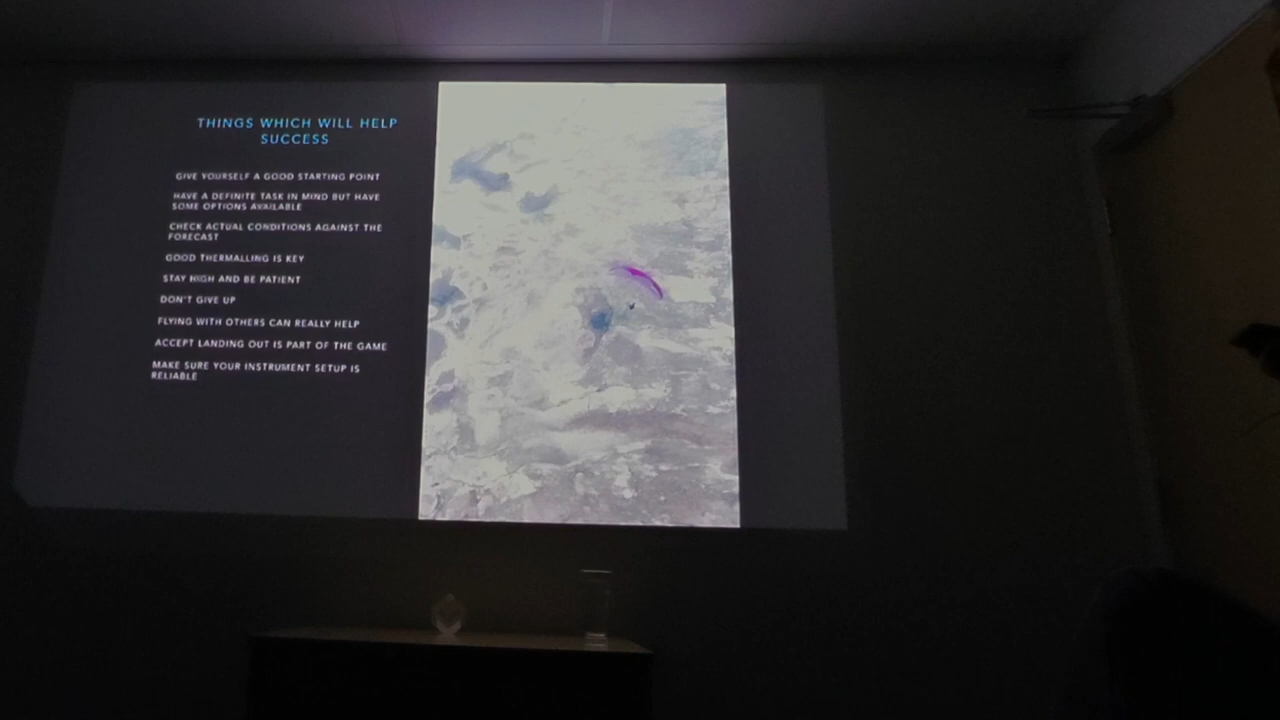 THINGS WHICH WILL HELP
SUCCESS
GIVE YOURSELF A GOOD STARTING POINT
HAVE A DEFINITE TASK IN MIND BUT HAVE
SOME OPTIONS AVAILABLE
CHECK ACTUAL CONDITIONS AGAINST THE
FORECAST
GOOD THERMALLING IS KEY
STAY HIGH AND BE PATIENT
DON'T GIVE UP
FLYING WITH OTHERS CAN REALLY HELP
ACCEPT LANDING OUT IS PART OF THE GAME
MAKE SURE YOUR INSTRUMENT SETUP IS
RELIABLE